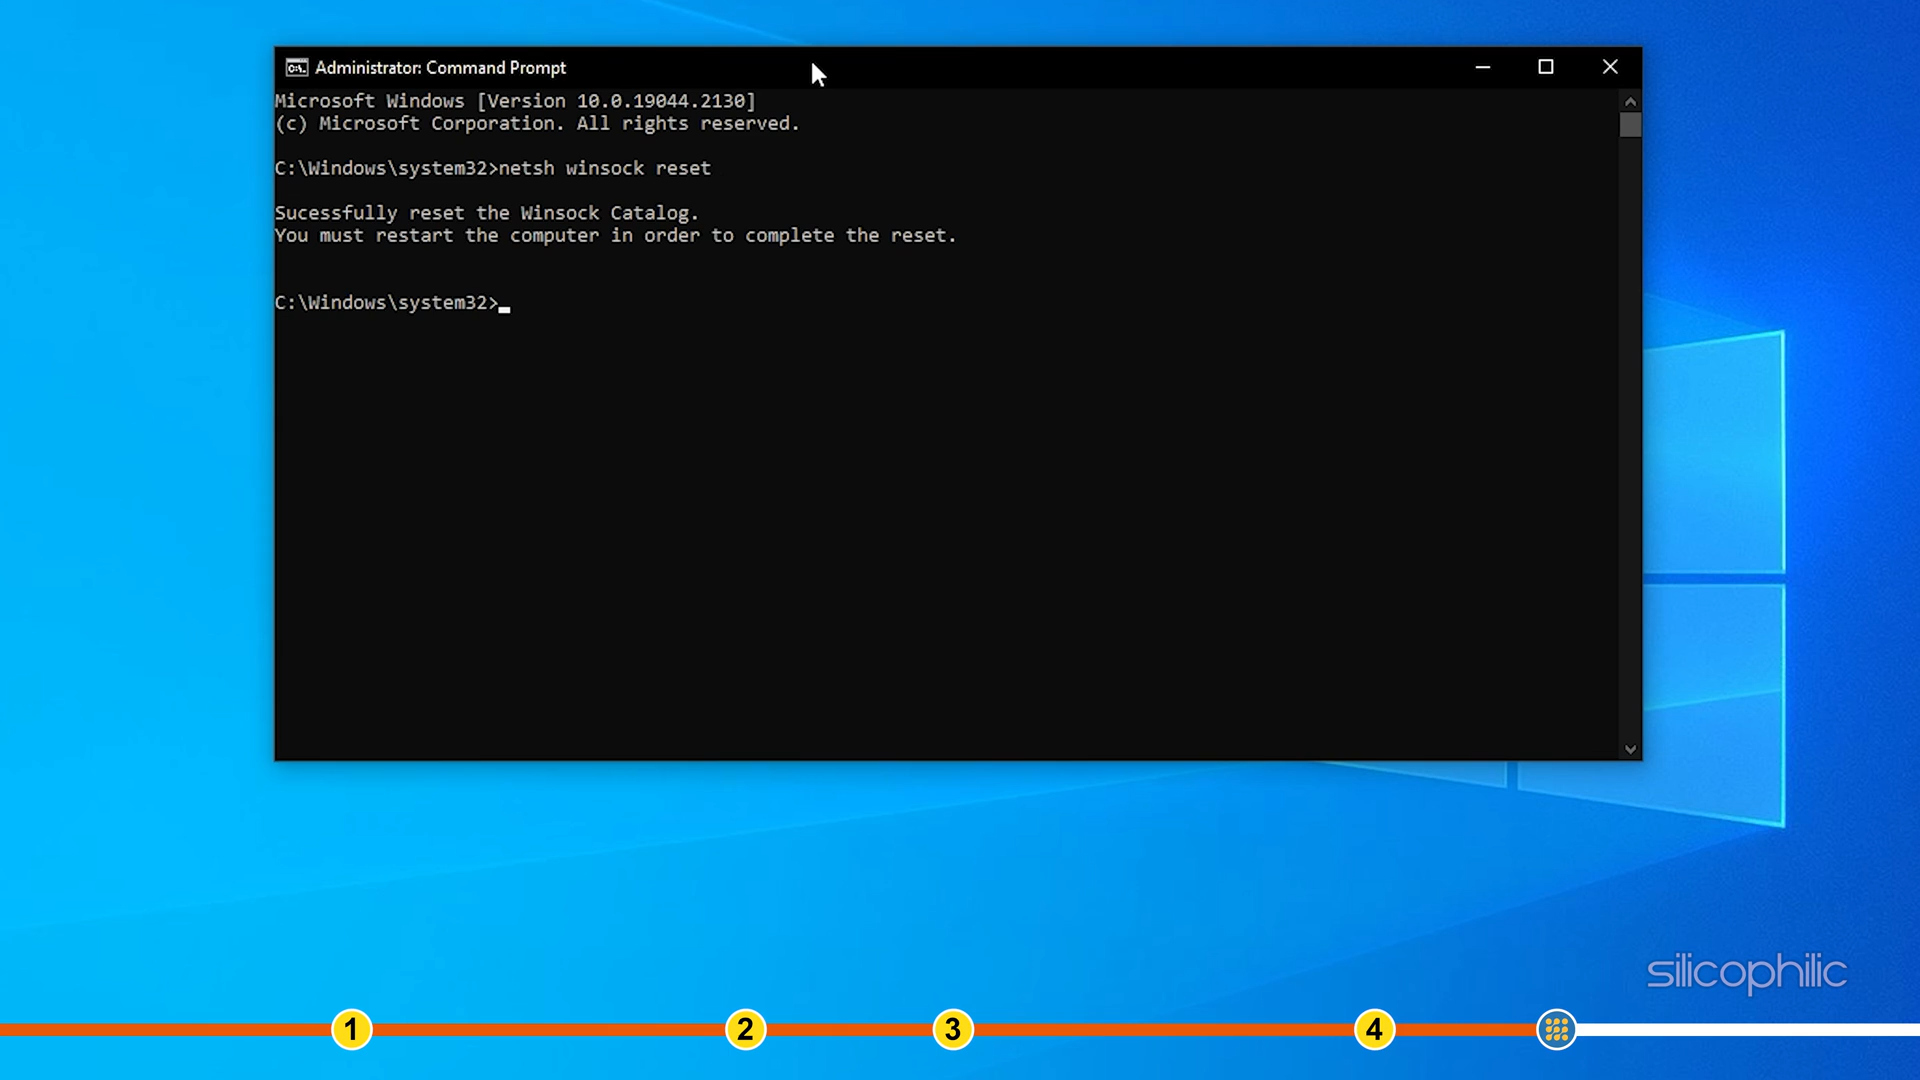 Administrator: Command Prompt
Microsoft Windows [Version 10.0.19044.2130]
(c) Microsoft Corporation. All rights reserved.
C:\Windows\system32>netsh winsock reset
Sucessfully reset the Winsock Catalog.
You must restart the computer in order to complete the reset.
C:\Windows\system32>
silicophilic
1 2 3 4